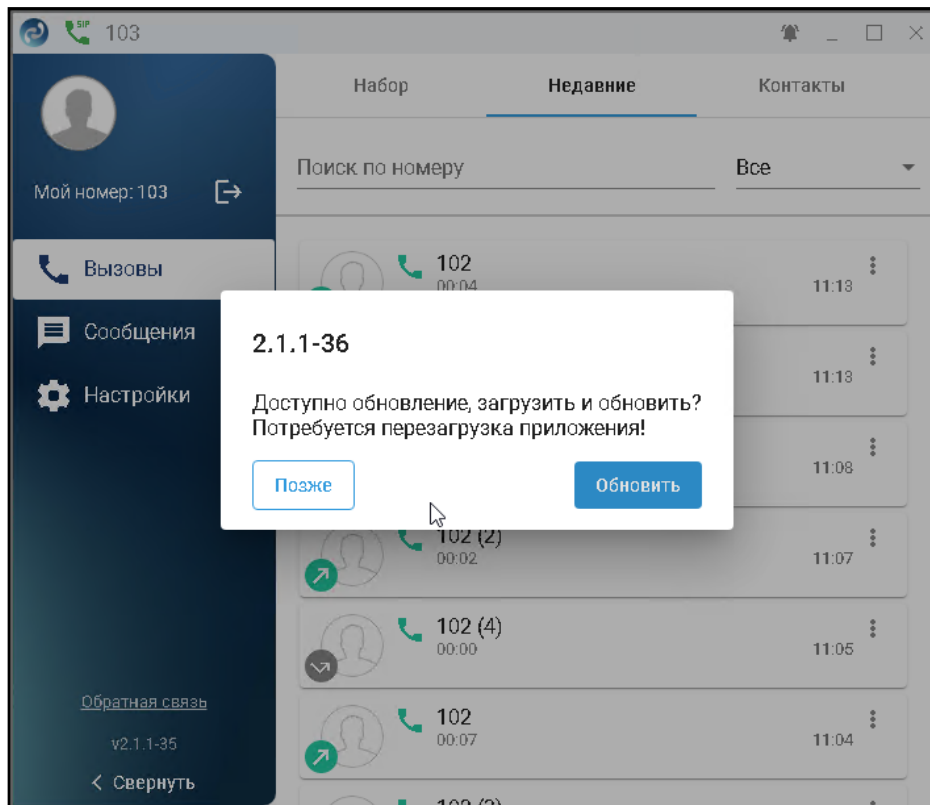 SIP 103
Набор Недавние Контакты
Поиск по номеру Все
Мой номер: 103
Вызовы
Сообщения
Настройки
102
00:04
11:13
11:13
2.1.1-36
Доступно обновление, загрузить и обновить?
Потребуется перезагрузка приложения!
Позже Обновить
11:08
102 (2)
00:02
11:07
102 (4)
00:00
11:05
102
00:07
11:04
Обратная связь
v2.1.1-35
Свернуть